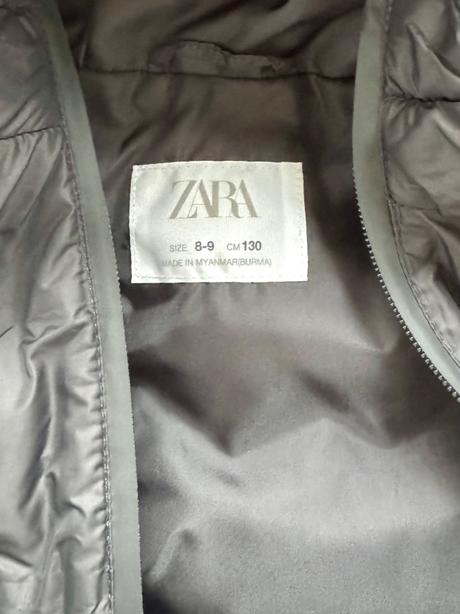 ZARA
SIZE 8-9 CM 130
MADE IN MYANMAR(BURMA)